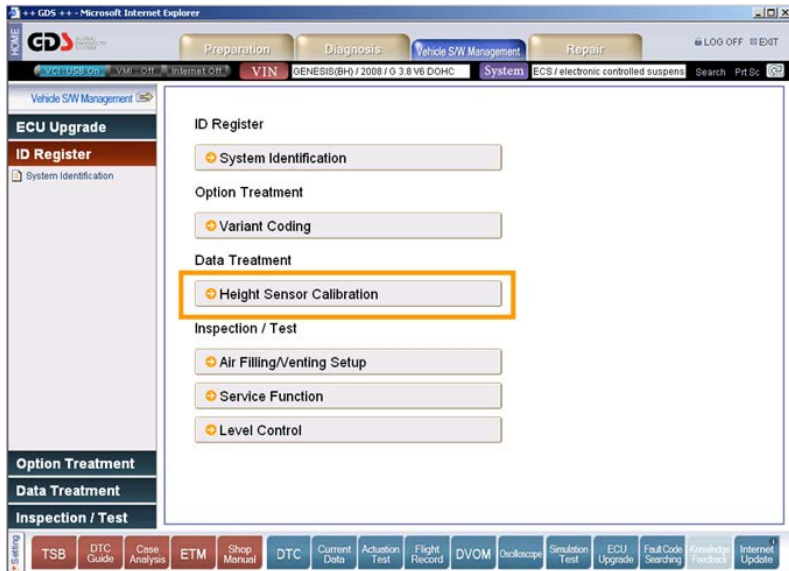 ++ GDS ++ - Microsoft Internet Explorer
HOME
GDS
Preparation
Diagnosis
Vehicle S/W Management
Repair
LOG OFF
EXIT
VCI: USB On
VMI: Off
Internet Off
VIN
GENESIS(BH) / 2008 / G 3.8 V6 DOHC
System
ECS / electronic controlled suspens
Search
Prt Sc
Vehicle S/W Management
ECU Upgrade
ID Register
System Identification
ID Register
System Identification
Option Treatment
Variant Coding
Data Treatment
Height Sensor Calibration
Inspection / Test
Air Filling/Venting Setup
Service Function
Level Control
Option Treatment
Data Treatment
Inspection / Test
Setting
TSB
DTC Guide
Case Analysis
ETM
Shop Manual
DTC
Current Data
Actuation Test
Flight Record
DVOM
Oscilloscope
Simulation Test
ECU Upgrade
Fault Code Searching
Knowledge Feedback
Internet Update